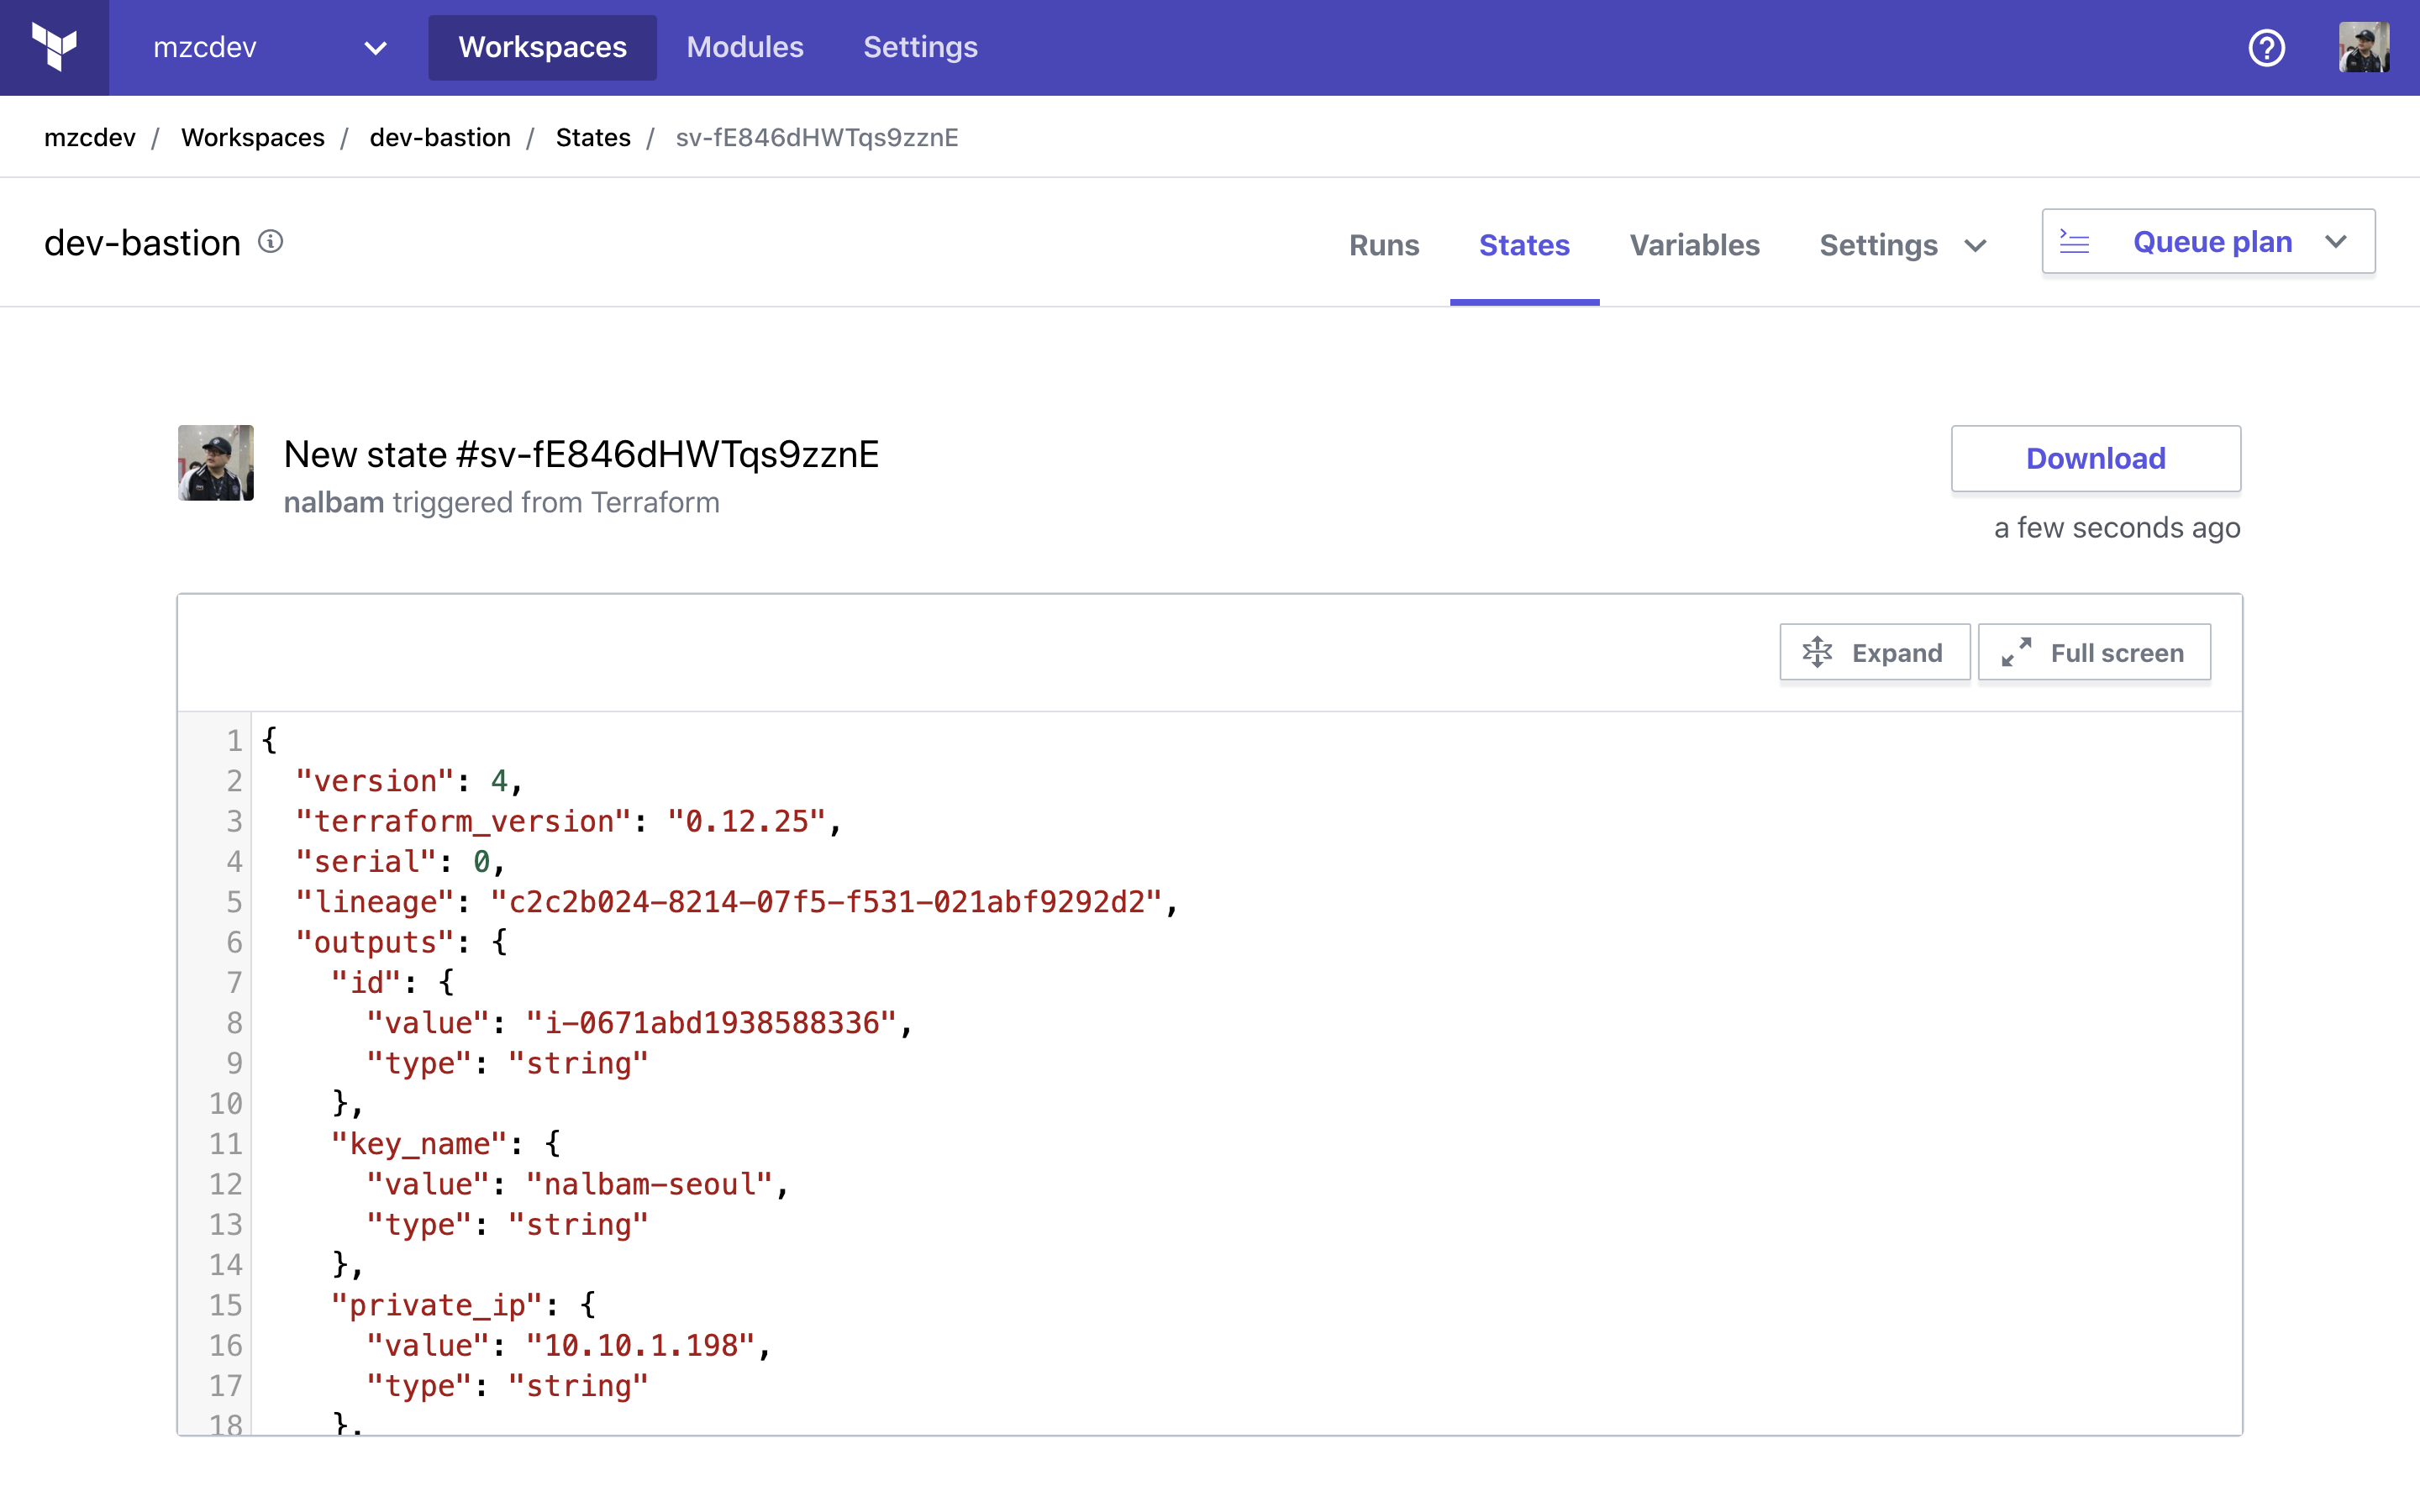 mzcdev Workspaces Modules Settings
mzcdev / Workspaces / dev-bastion / States / sv-fE846dHWTqs9zznE
dev-bastion Runs States Variables Settings Queue plan
New state #sv-fE846dHWTqs9zznE
nalbam triggered from Terraform
Download
a few seconds ago
Expand Full screen
1 {
2 "version": 4,
3 "terraform_version": "0.12.25",
4 "serial": 0,
5 "lineage": "c2c2b024-8214-07f5-f531-021abf9292d2",
6 "outputs": {
7 "id": {
8 "value": "i-0671abd1938588336",
9 "type": "string"
10 },
11 "key_name": {
12 "value": "nalbam-seoul",
13 "type": "string"
14 },
15 "private_ip": {
16 "value": "10.10.1.198",
17 "type": "string"
18 },